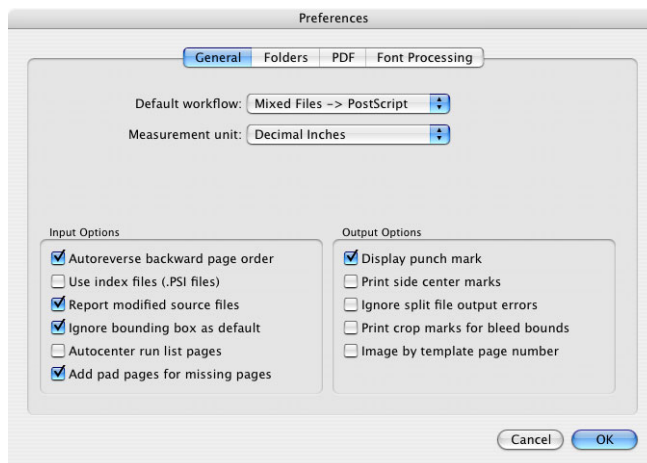 Preferences
General Folders PDF Font Processing
Default workflow: Mixed Files -> PostScript
Measurement unit: Decimal Inches
Input Options
Autoreverse backward page order
Use index files (.PSI files)
Report modified source files
Ignore bounding box as default
Autocenter run list pages
Add pad pages for missing pages
Output Options
Display punch mark
Print side center marks
Ignore split file output errors
Print crop marks for bleed bounds
Image by template page number
Cancel OK